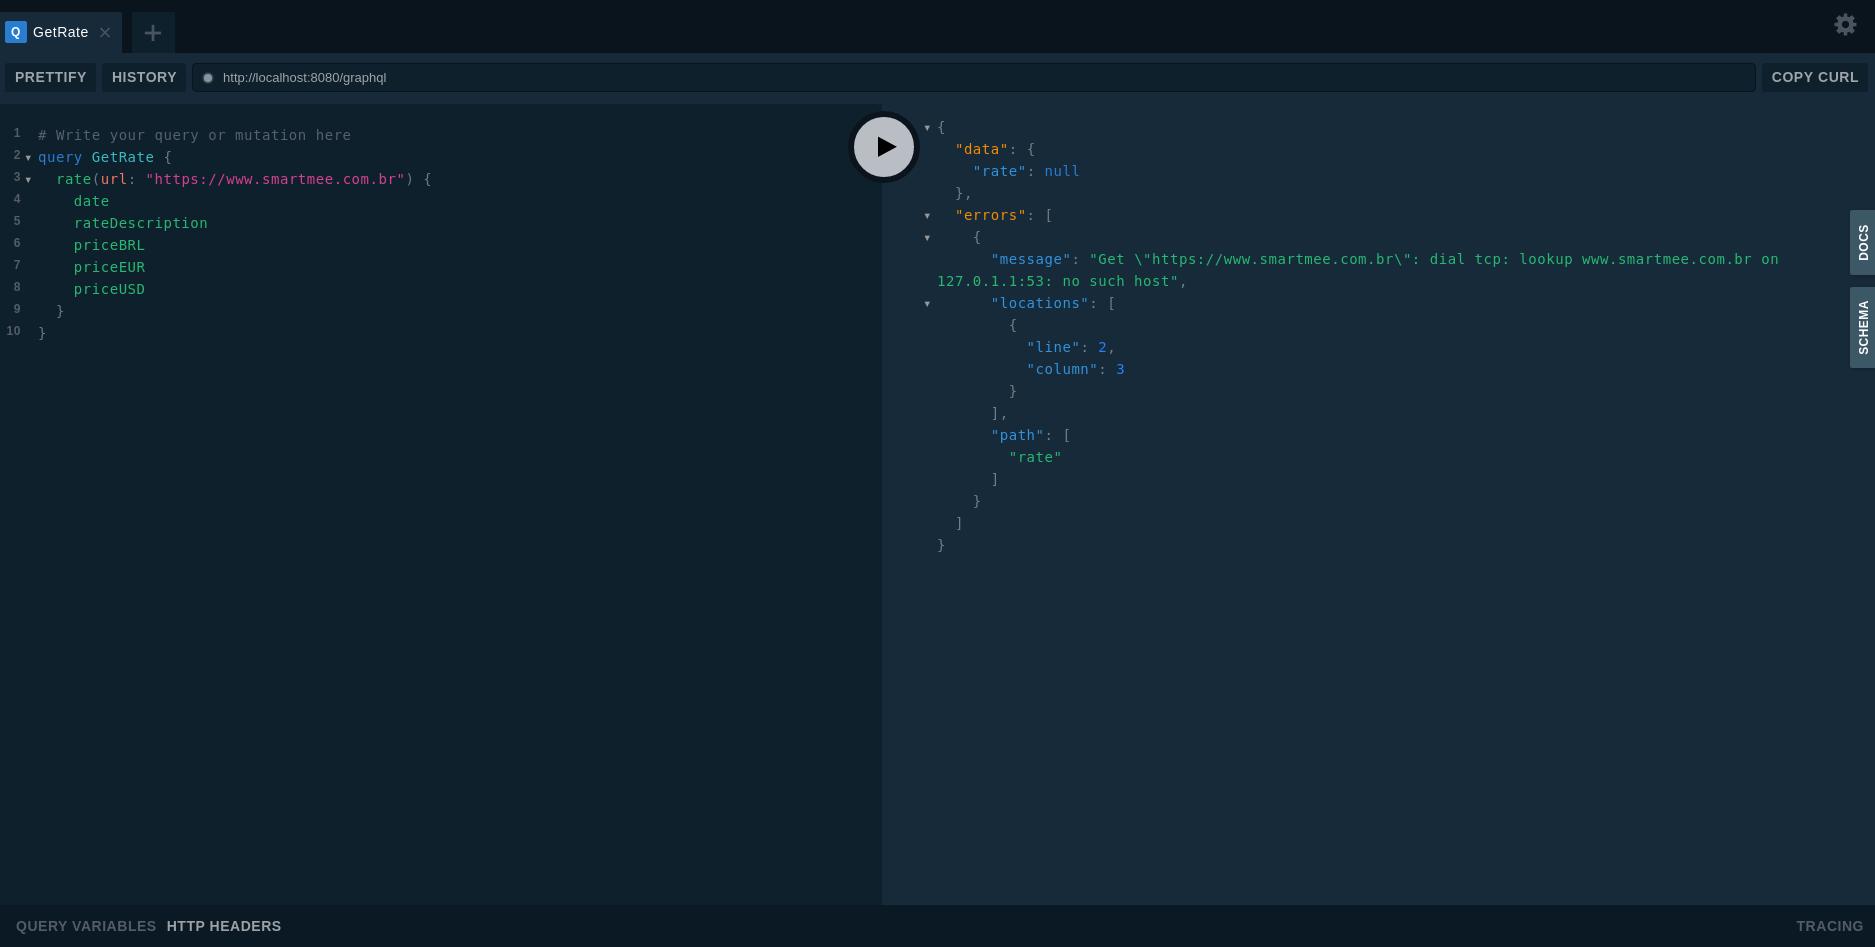 Q GetRate
PRETTIFY HISTORY http://localhost:8080/graphql COPY CURL
1 # Write your query or mutation here
2 query GetRate {
3 rate(url: "https://www.smartmee.com.br") {
4 date
5 rateDescription
6 priceBRL
7 priceEUR
8 priceUSD
9 }
10 }
{
"data": {
"rate": null
},
"errors": [
{
"message": "Get \"https://www.smartmee.com.br\": dial tcp: lookup www.smartmee.com.br on
127.0.1.1:53: no such host",
"locations": [
{
"line": 2,
"column": 3
}
],
"path": [
"rate"
]
}
]
}
DOCS
SCHEMA
QUERY VARIABLES HTTP HEADERS TRACING